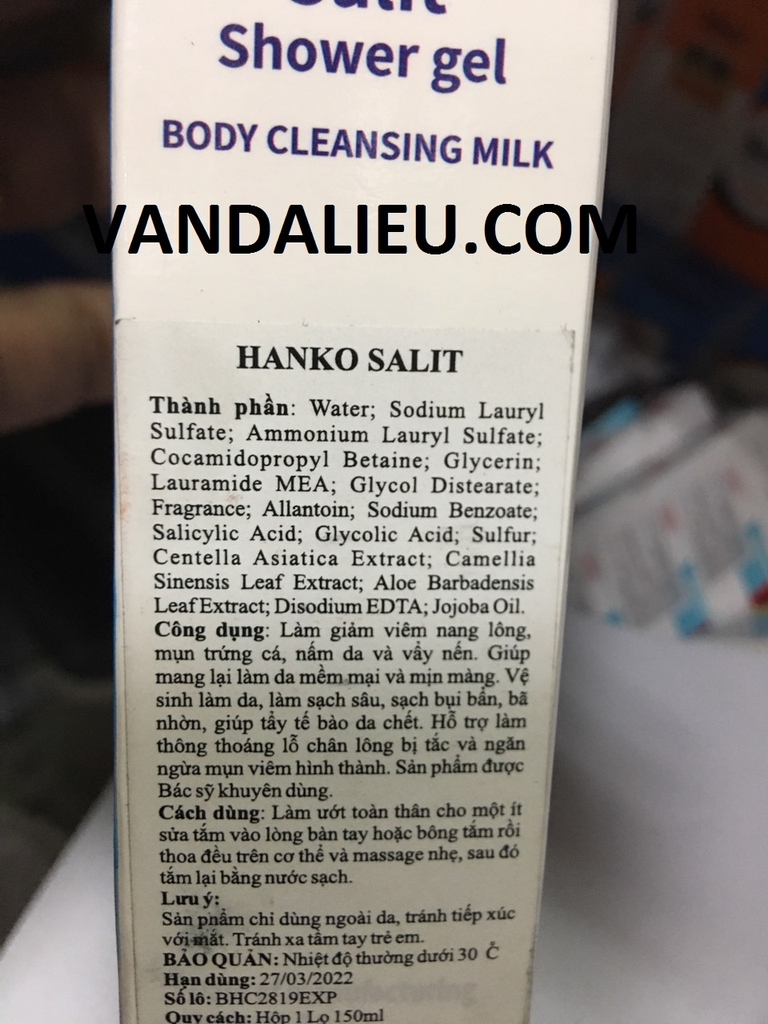 Salit
Shower gel
BODY CLEANSING MILK
VANDALIEU.COM
HANKO SALIT
Thành phần: Water; Sodium Lauryl
Sulfate; Ammonium Lauryl Sulfate;
Cocamidopropyl Betaine; Glycerin;
Lauramide MEA; Glycol Distearate;
Fragrance; Allantoin; Sodium Benzoate;
Salicylic Acid; Glycolic Acid; Sulfur;
Centella Asiatica Extract; Camellia
Sinensis Leaf Extract; Aloe Barbadensis
Leaf Extract; Disodium EDTA; Jojoba Oil.
Công dụng: Làm giảm viêm nang lông,
mụn trứng cá, nấm da và vẩy nến. Giúp
mang lại làm da mềm mại và mịn màng. Vệ
sinh làm da, làm sạch sâu, sạch bụi bẩn, bã
nhờn, giúp tẩy tế bào da chết. Hỗ trợ làm
thông thoáng lỗ chân lông bị tắc và ngăn
ngừa mụn viêm hình thành. Sản phẩm được
Bác sỹ khuyên dùng.
Cách dùng: Làm ướt toàn thân cho một ít
sửa tắm vào lòng bàn tay hoặc bông tắm rồi
thoa đều trên cơ thể và massage nhẹ, sau đó
tắm lại bằng nước sạch.
Lưu ý:
Sản phẩm chỉ dùng ngoài da, tránh tiếp xúc
với mắt. Tránh xa tầm tay trẻ em.
BẢO QUẢN: Nhiệt độ thường dưới 30 °C
Hạn dùng: 27/03/2022
Số lô: BHC2819EXP
Quy cách: Hộp 1 Lọ 150ml